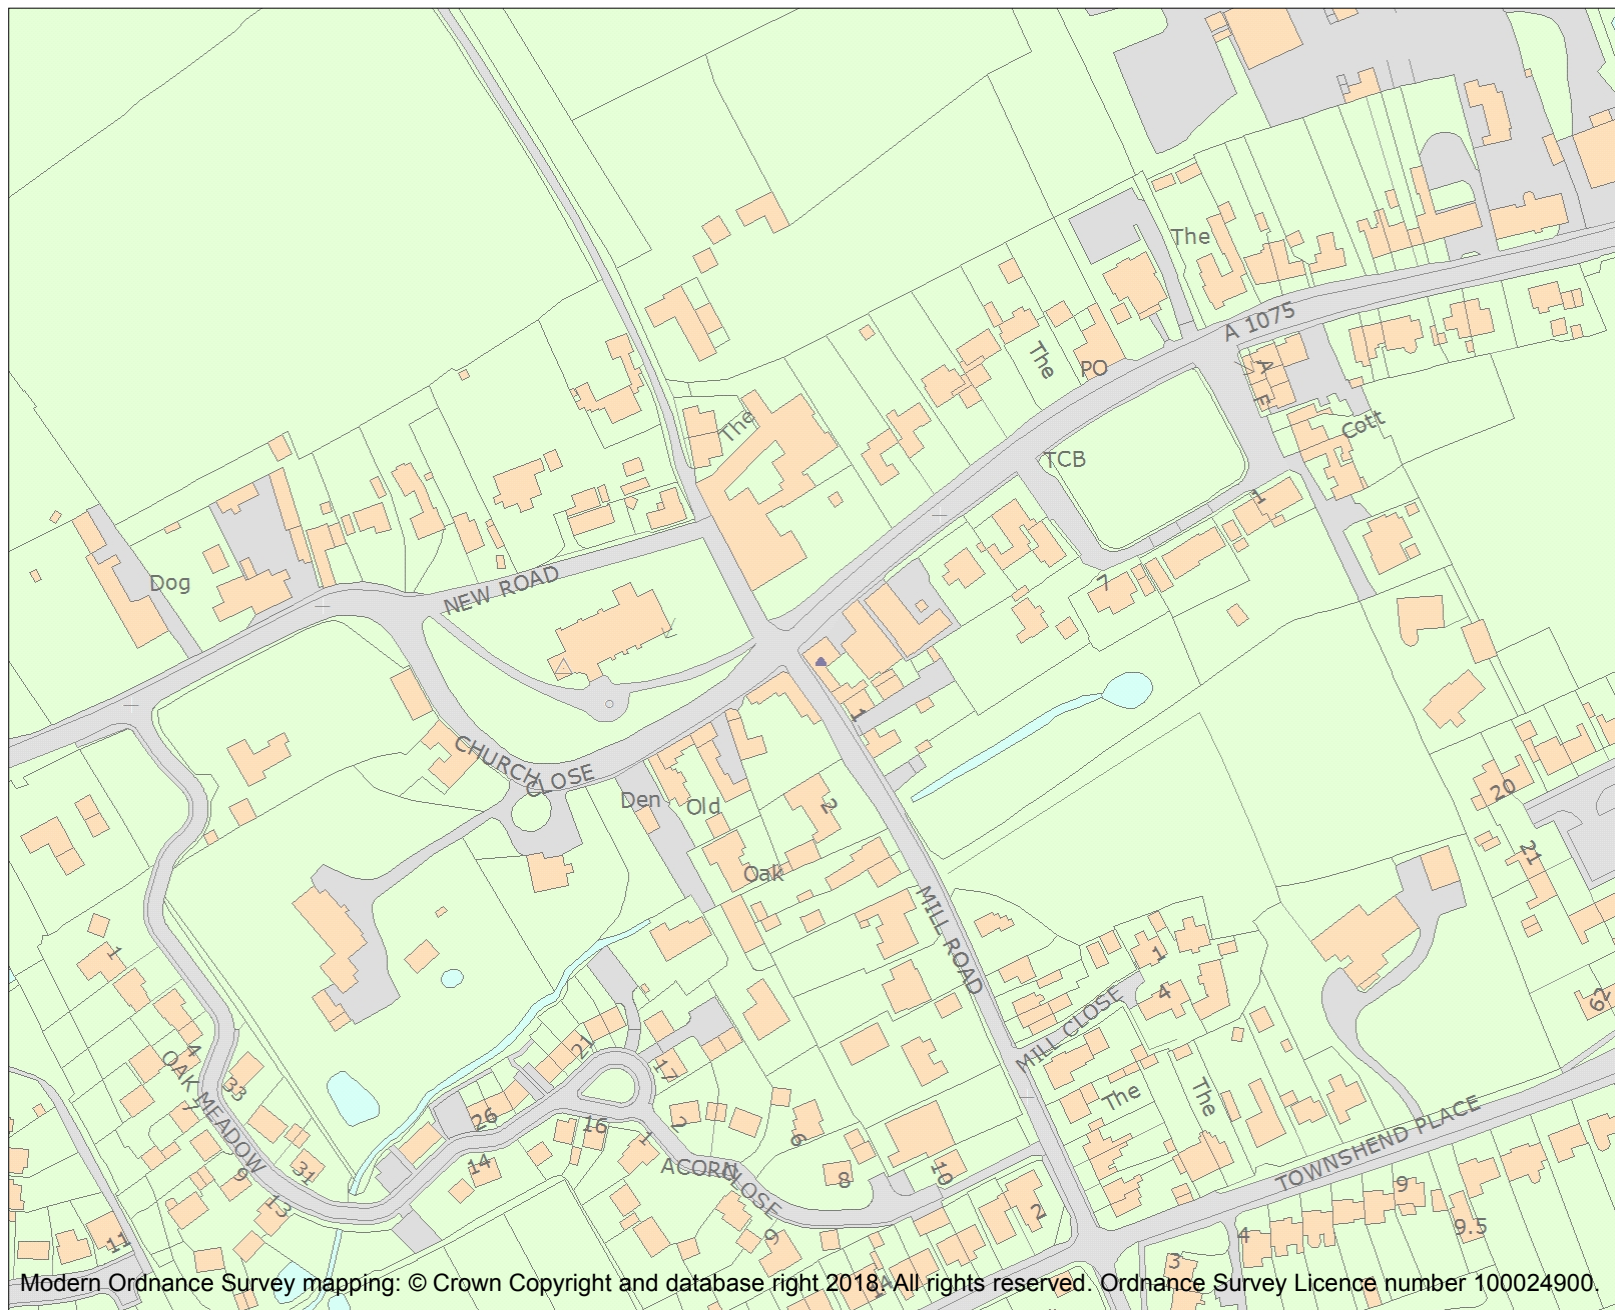 The
A 1075
The
PO
A
F
Cott
The
TCB
1
Dog
NEW ROAD
7
1
CHURCH
CLOSE
Den
Old
2
20
21
Oak
MILL ROAD
1
1
4
62
MILL CLOSE
4
21
17
33
OAK MEADOW
7
26
16
2
1
6
The
The
TOWNSHEND PLACE
14
31
9
13
ACORN
CLOSE
8
10
9
2
9
9.5
4
3
11
Modern Ordnance Survey mapping: © Crown Copyright and database right 2018. All rights reserved. Ordnance Survey Licence number 100024900.